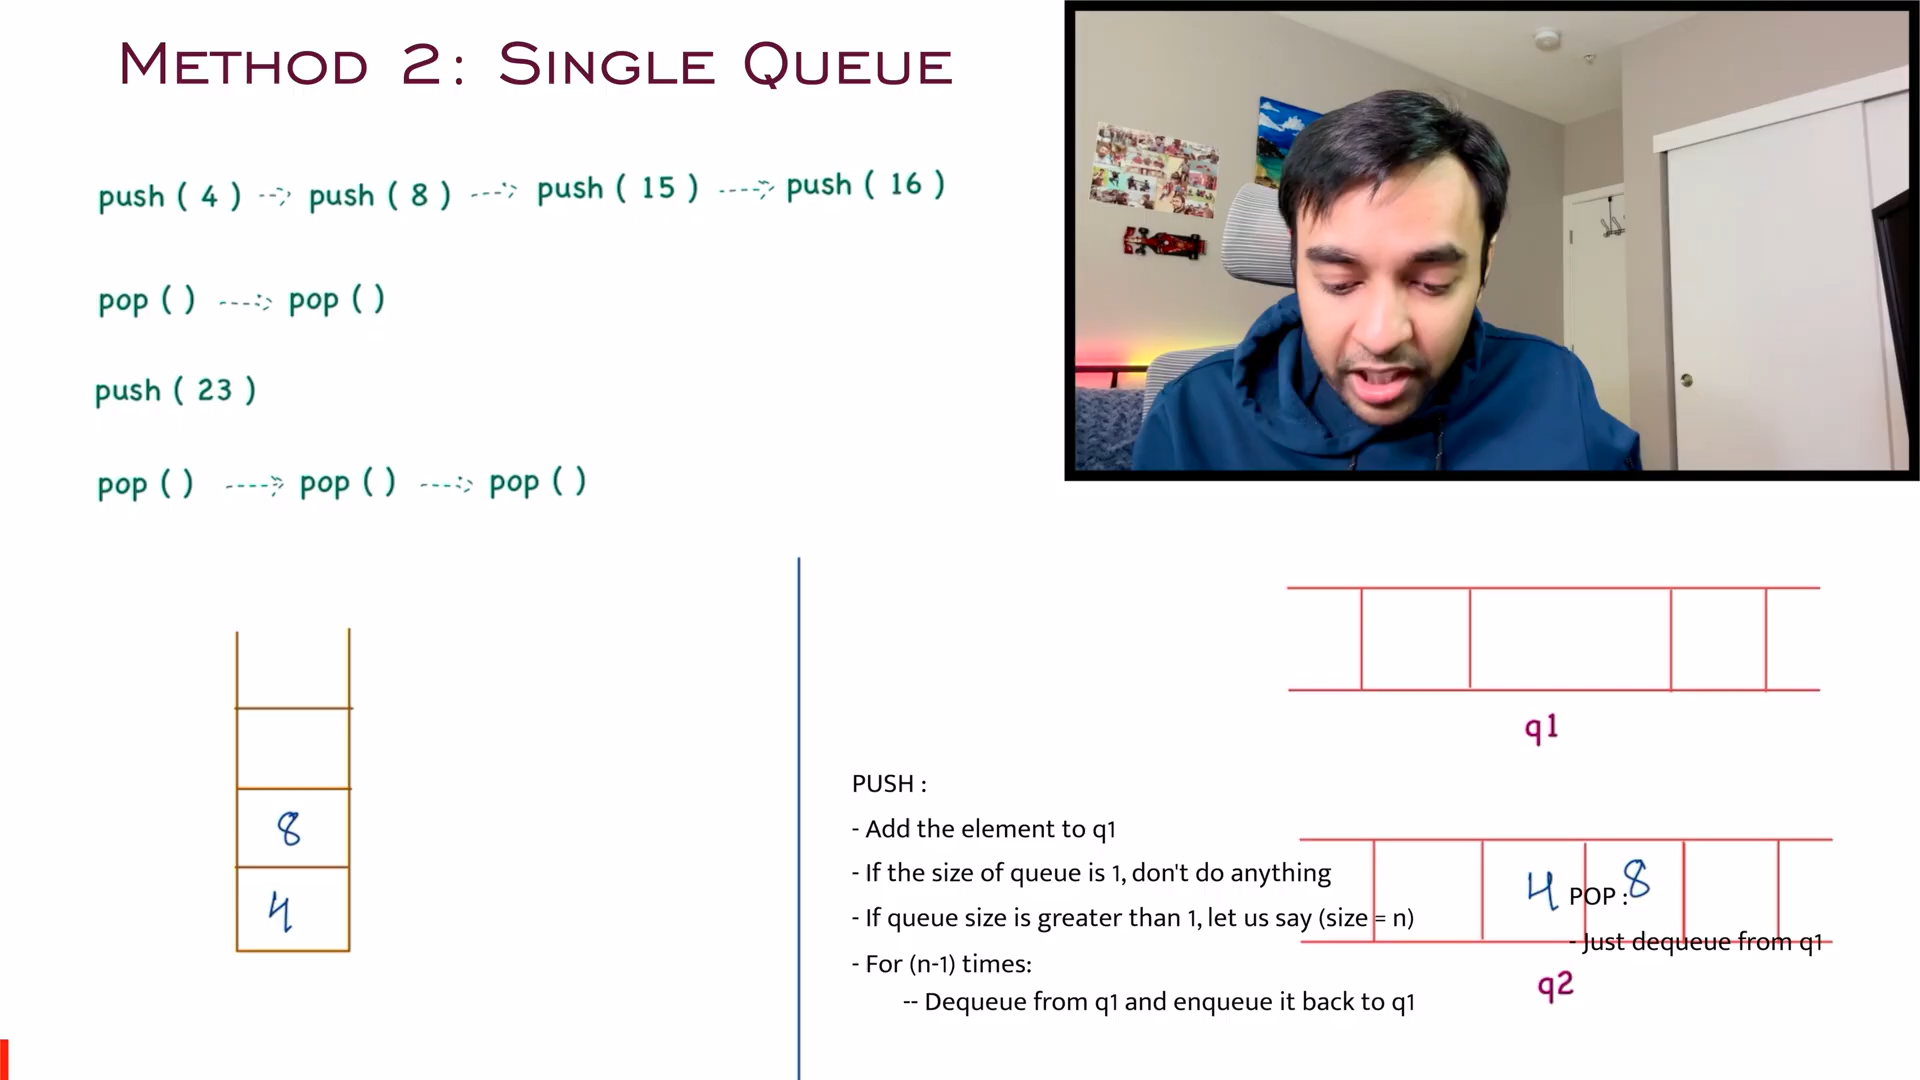 METHOD 2: SINGLE QUEUE
push ( 4 ) push ( 8 ) push ( 15 ) push ( 16 )
pop ( ) pop ( )
push ( 23 )
pop ( ) pop ( ) pop ( )
8
4
q1
PUSH :
- Add the element to q1
- If the size of queue is 1, don't do anything
- If queue size is greater than 1, let us say (size = n)
- For (n-1) times:
-- Dequeue from q1 and enqueue it back to q1
4 8
POP :
- Just dequeue from q1
q2